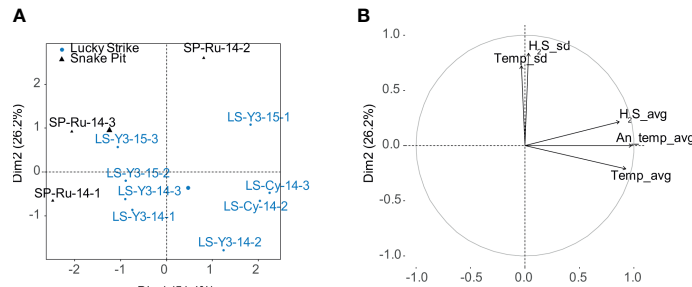 A
B
Lucky Strike
Snake Pit
SP-Ru-14-2
LS-Y3-15-1
SP-Ru-14-3
LS-Y3-15-3
LS-Y3-15-2
LS-Y3-14-3
LS-Cy-14-3
SP-Ru-14-1
LS-Cy-14-2
LS-Y3-14-1
LS-Y3-14-2
Dim2 (26.2%)
2
1
0
-1
-2
-1
0
1
2
H2S_sd
Temp_sd
H2S_avg
An_temp_avg
Temp_avg
Dim2 (26.2%)
1.0
0.5
0.0
-0.5
-1.0
-1.0
-0.5
0.0
0.5
1.0